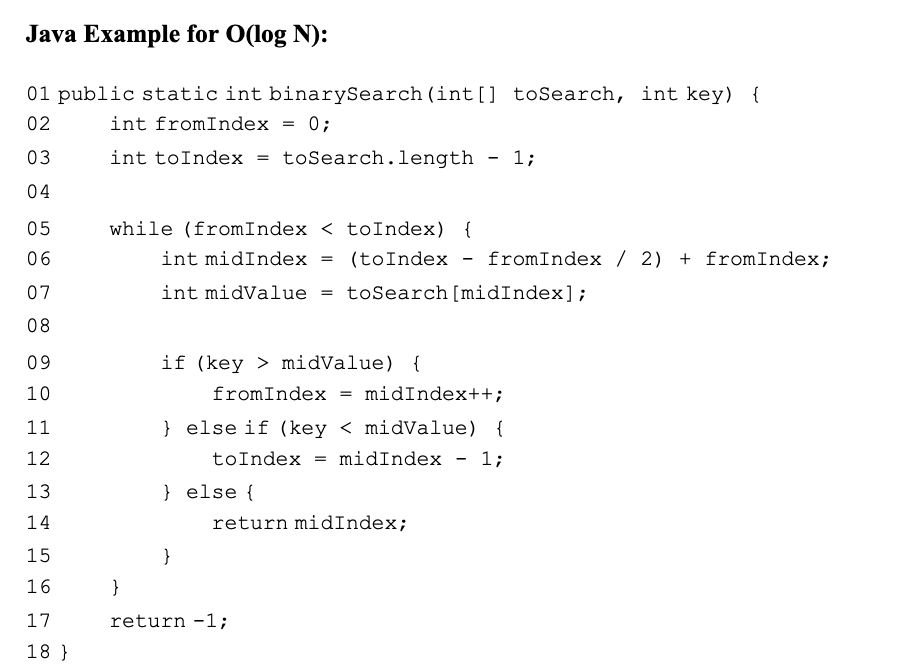 Java Example for O(log N):
01 public static int binarySearch(int[] toSearch, int key) {
02     int fromIndex = 0;
03     int toIndex = toSearch.length - 1;
04
05     while (fromIndex < toIndex) {
06         int midIndex = (toIndex - fromIndex / 2) + fromIndex;
07         int midValue = toSearch[midIndex];
08
09         if (key > midValue) {
10             fromIndex = midIndex++;
11         } else if (key < midValue) {
12             toIndex = midIndex - 1;
13         } else {
14             return midIndex;
15         }
16     }
17     return -1;
18 }